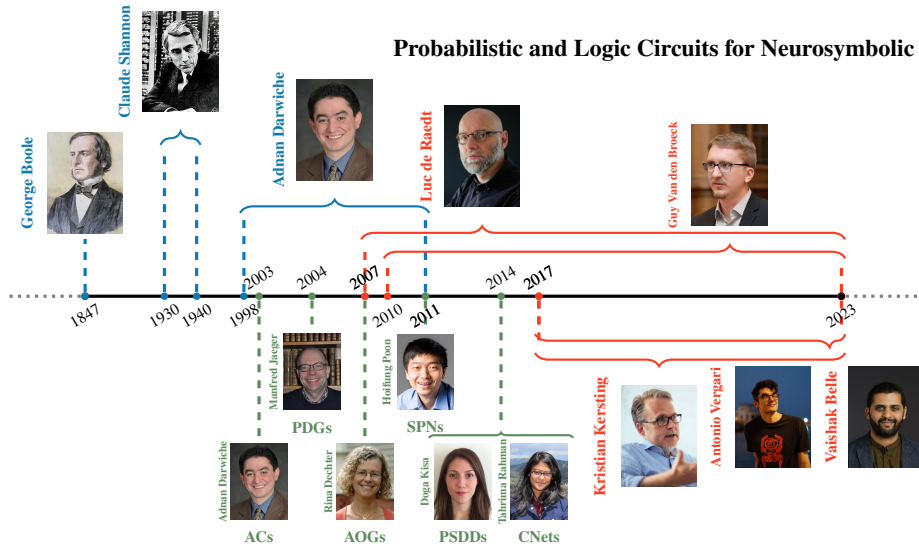 Probabilistic and Logic Circuits for Neurosymbolic
George Boole
Claude Shannon
Adnan Darwiche
Luc de Raedt
Guy Van den Broeck
2003
2004
2007
2014
2017
1847
1930
1940
1998
2010
2011
2023
Manfred Jaeger
PDGs
Hoifung Poon
SPNs
Adnan Darwiche
ACs
Rina Dechter
AOGs
Doga Kisa
PSDDs
Tahrima Rahman
CNets
Kristian Kersting
Antonio Vergari
Vaishak Belle